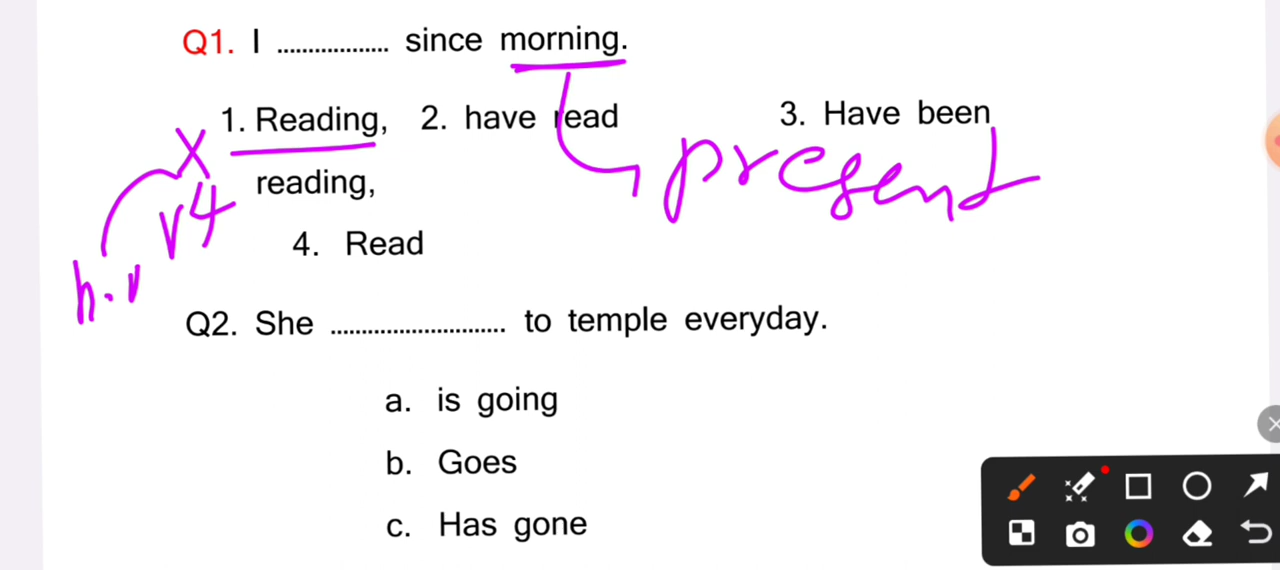 Q1. I .................. since morning.
1. Reading, 2. have read 3. Have been
reading,
present
v4
4. Read
h.v
Q2. She ............................ to temple everyday.
a. is going
b. Goes
c. Has gone